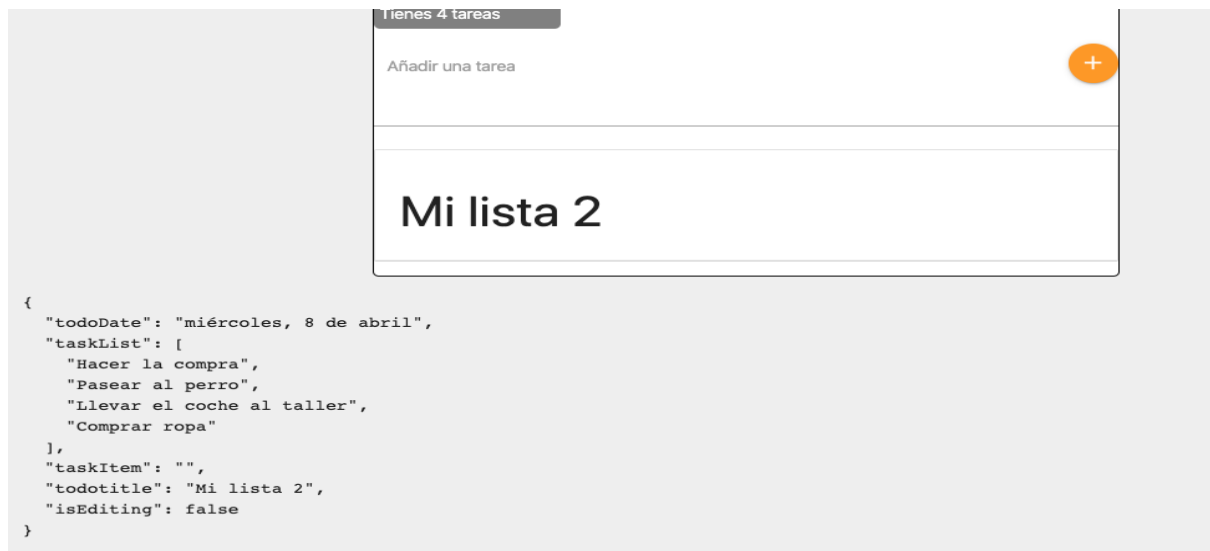 Tienes 4 tareas
Añadir una tarea
+
Mi lista 2
{
"todoDate": "miércoles, 8 de abril",
"taskList": [
"Hacer la compra",
"Pasear al perro",
"Llevar el coche al taller",
"Comprar ropa"
],
"taskItem": "",
"todotitle": "Mi lista 2",
"isEditing": false
}